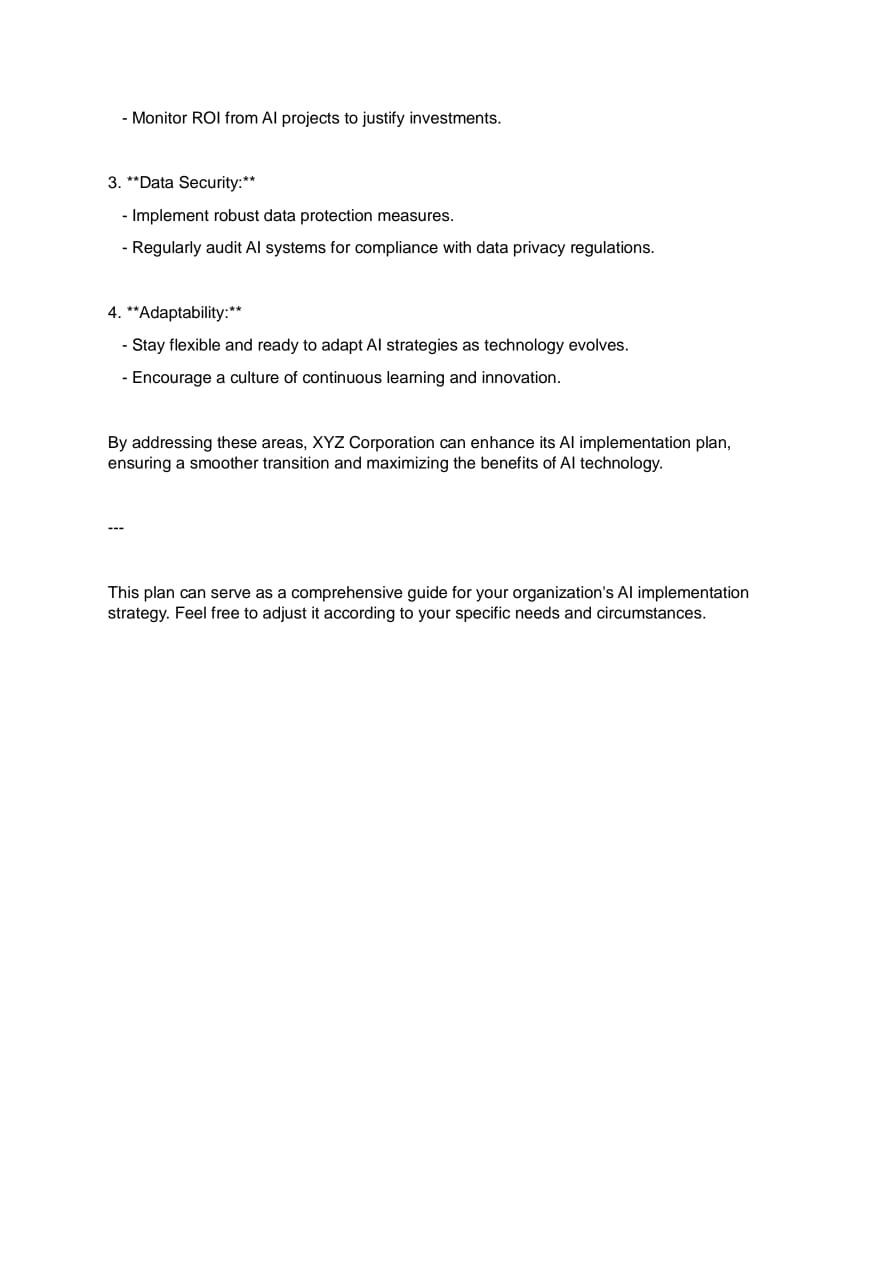 - Monitor ROI from AI projects to justify investments.
3. **Data Security:**
- Implement robust data protection measures.
- Regularly audit AI systems for compliance with data privacy regulations.
4. **Adaptability:**
- Stay flexible and ready to adapt AI strategies as technology evolves.
- Encourage a culture of continuous learning and innovation.
By addressing these areas, XYZ Corporation can enhance its AI implementation plan,
ensuring a smoother transition and maximizing the benefits of AI technology.
---
This plan can serve as a comprehensive guide for your organization's AI implementation
strategy. Feel free to adjust it according to your specific needs and circumstances.